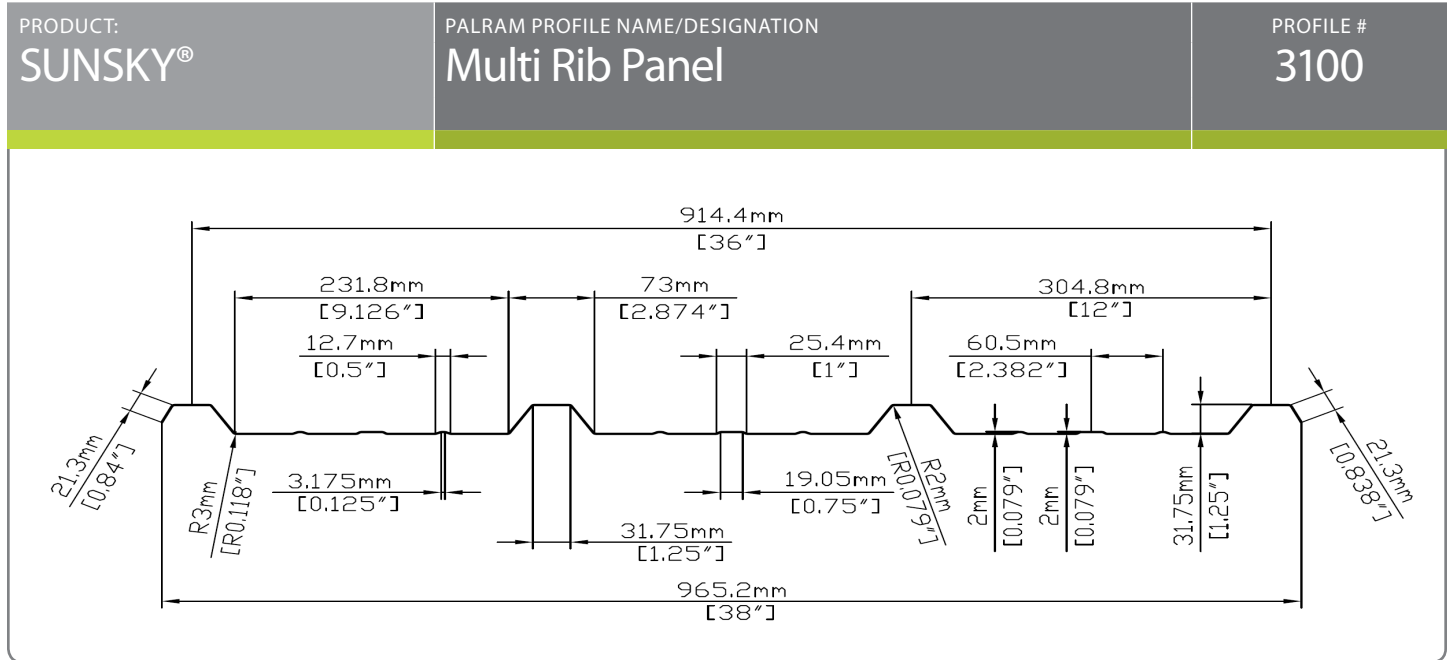 PRODUCT:
SUNSKY®
PALRAM PROFILE NAME/DESIGNATION
Multi Rib Panel
PROFILE #
3100
914.4mm
[36"]
231.8mm
[9.126"]
73mm
[2.874"]
304.8mm
[12"]
12.7mm
[0.5"]
25.4mm
[1"]
60.5mm
[2.382"]
21.3mm
[0.84"]
R3mm
[R0.118"]
3.175mm
[0.125"]
31.75mm
[1.25"]
19.05mm
[0.75"]
R2mm
[R0.079"]
2mm
[0.079"]
2mm
[0.079"]
31.75mm
[1.25"]
21.3mm
[0.838"]
965.2mm
[38"]